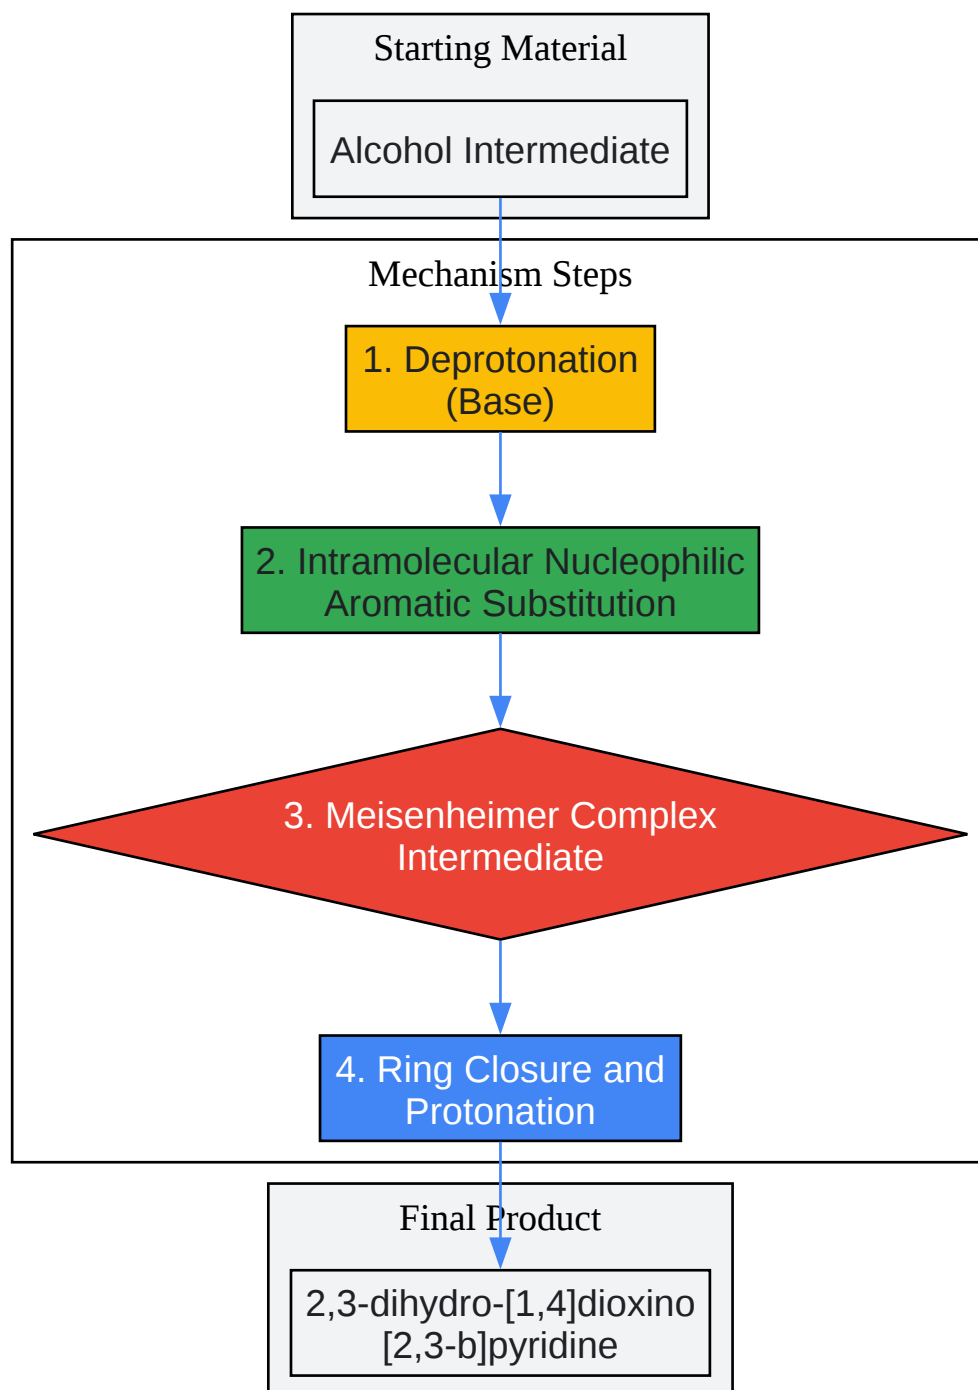 Starting Material
Alcohol Intermediate
Mechanism Steps
1. Deprotonation
(Base)
2. Intramolecular Nucleophilic
Aromatic Substitution
3. Meisenheimer Complex
Intermediate
4. Ring Closure and
Protonation
Final Product
2,3-dihydro-[1,4]dioxino
[2,3-b]pyridine